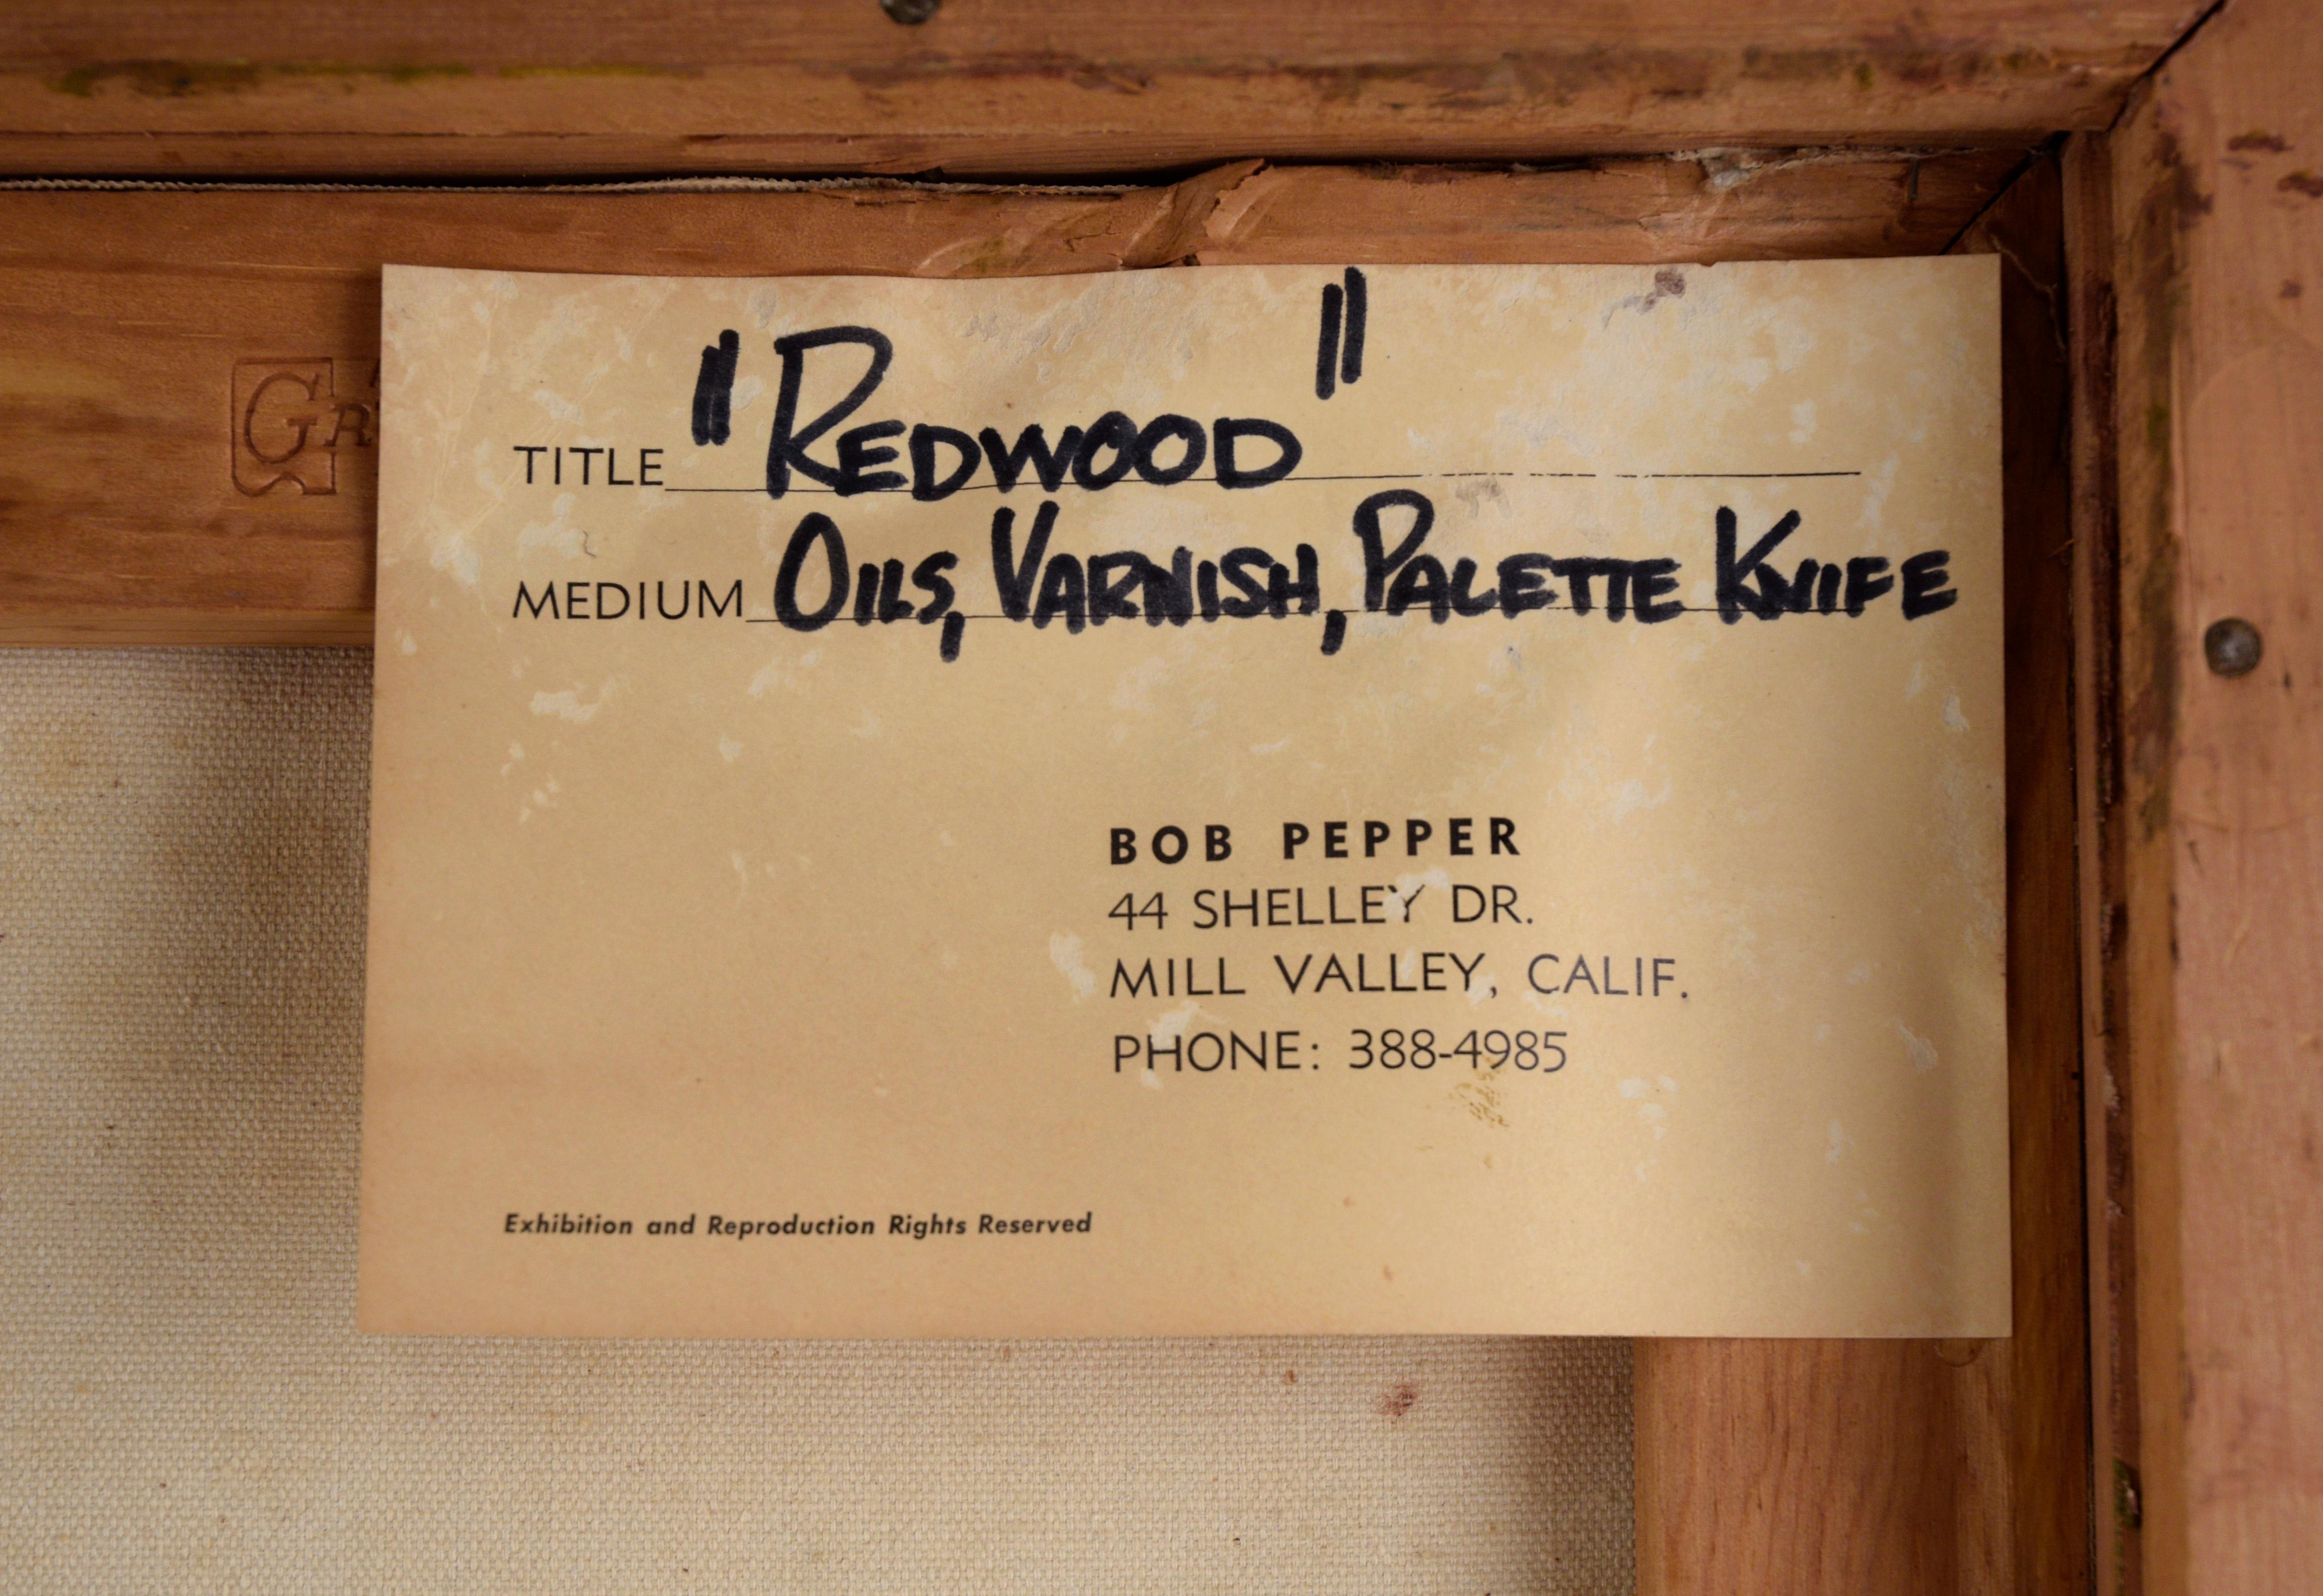 TITLE "REDWOOD"
MEDIUM OILS, VARNISH, PALETTE KNIFE
BOB PEPPER
44 SHELLEY DR.
MILL VALLEY, CALIF.
PHONE: 388-4985
Exhibition and Reproduction Rights Reserved